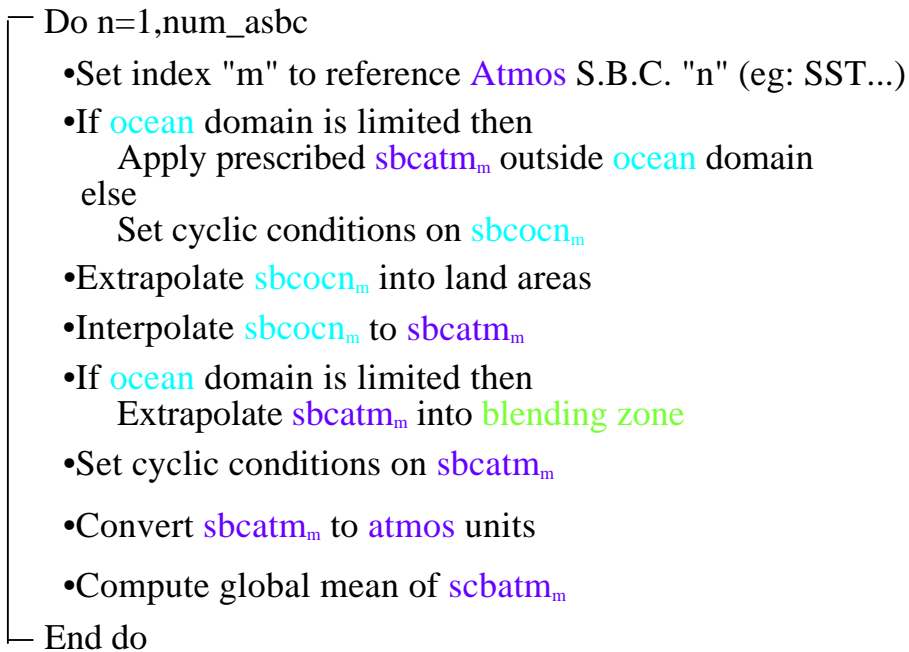 Do n=1,num_asbc
•Set index "m" to reference Atmos S.B.C. "n" (eg: SST...)
•If ocean domain is limited then
Apply prescribed sbcatmₘ outside ocean domain
else
Set cyclic conditions on sbcocnₘ
•Extrapolate sbcocnₘ into land areas
•Interpolate sbcocnₘ to sbcatmₘ
•If ocean domain is limited then
Extrapolate sbcatmₘ into blending zone
•Set cyclic conditions on sbcatmₘ
•Convert sbcatmₘ to atmos units
•Compute global mean of scbatmₘ
End do